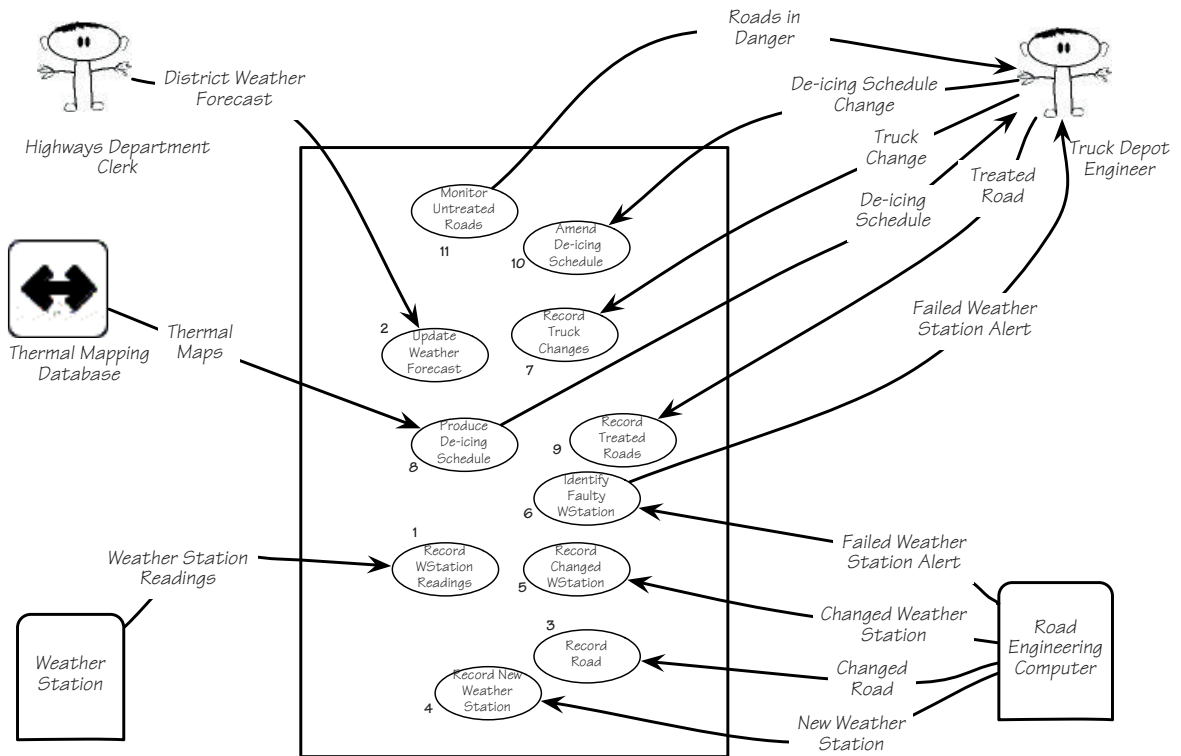 Roads in
Danger
District Weather
Forecast
De-icing Schedule
Change
Highways Department
Clerk
Truck
Change
Truck Depot
Engineer
Treated
Road
De-icing
Schedule
Monitor
Untreated
Roads
11
Amend
De-icing
Schedule
10
Thermal Mapping
Database
Thermal
Maps
2
Update
Weather
Forecast
Record
Truck
Changes
7
Failed Weather
Station Alert
Produce
De-icing
Schedule
8
Record
Treated
Roads
9
Identify
Faulty
WStation
6
Weather Station
Readings
1
Record
WStation
Readings
Record
Changed
WStation
5
Failed Weather
Station Alert
Changed Weather
Station
Weather
Station
3
Record
Road
Changed
Road
Road
Engineering
Computer
Record New
Weather
Station
4
New Weather
Station